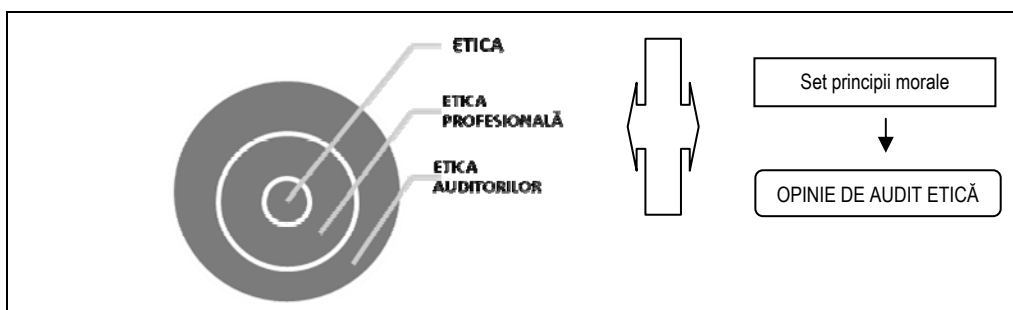 ETICA
ETICA
PROFESIONALĂ
ETICA
AUDITORILOR
Set principii morale
OPINIE DE AUDIT ETICĂ